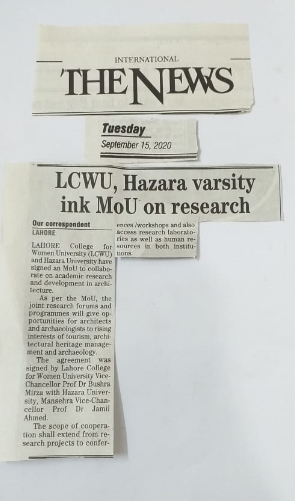 INTERNATIONAL
THE NEWS
Tuesday
September 15, 2020
LCWU, Hazara varsity
ink MoU on research
Our correspondent
LAHORE
LAHORE College for
Women University (LCWU)
and Hazara University have
signed an MoU to collabo-
rate on academic research
and development in archi-
tecture.
As per the MoU, the
joint research forums and
programmes will give op-
portunities for architects
and archaeologists to rising
interests of tourism, archi-
tectural heritage manage-
ment and archaeology.
The agreement was
signed by Lahore College
for Women University Vice-
Chancellor Prof Dr Bushra
Mirza with Hazara Univer-
sity, Mansehra Vice-Chan-
cellor Prof Dr Jamil
Ahmed.
The scope of coopera-
tion shall extend from re-
search projects to confer-
ences/workshops and also
access research laborato-
ries as well as human re-
sources in both institu-
tions.